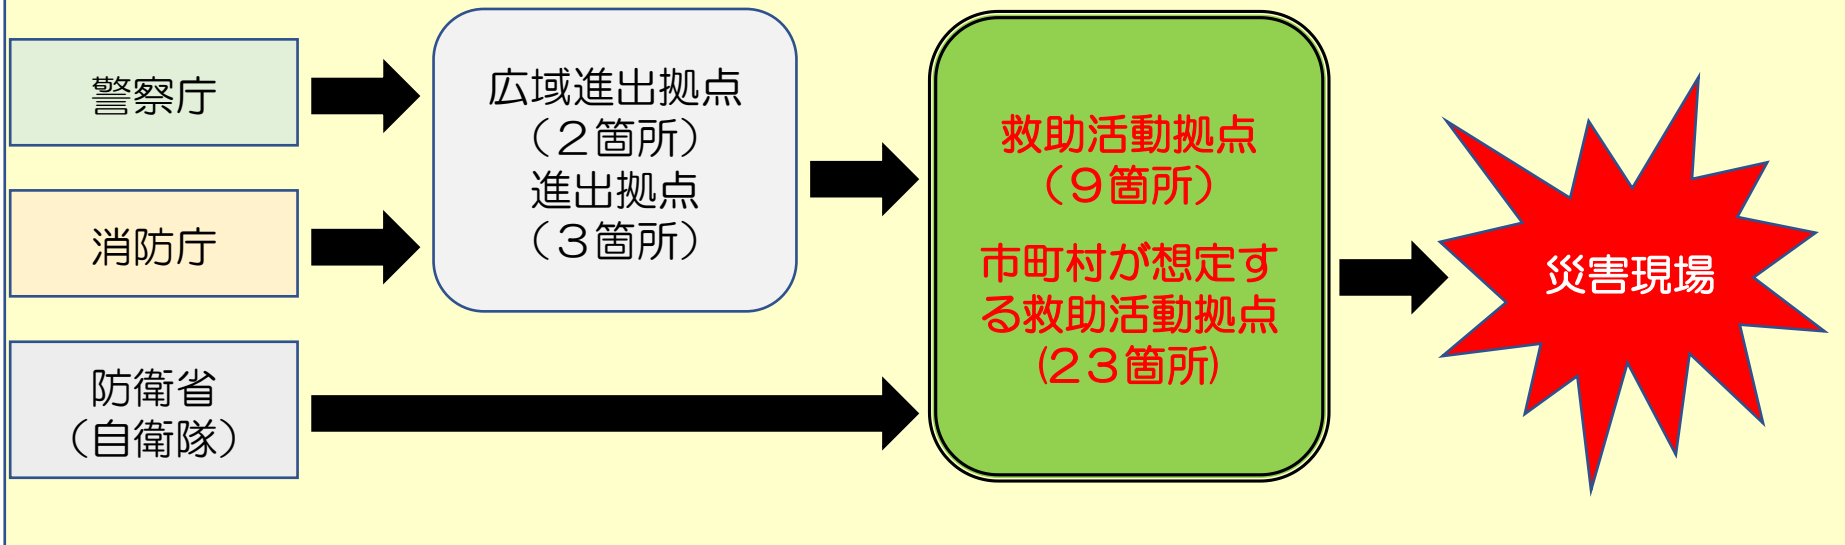 警察庁
消防庁
防衛省
（自衛隊）
広域進出拠点
（２箇所）
進出拠点
（３箇所）
救助活動拠点
（９箇所）
市町村が想定す
る救助活動拠点
(２３箇所)
災害現場